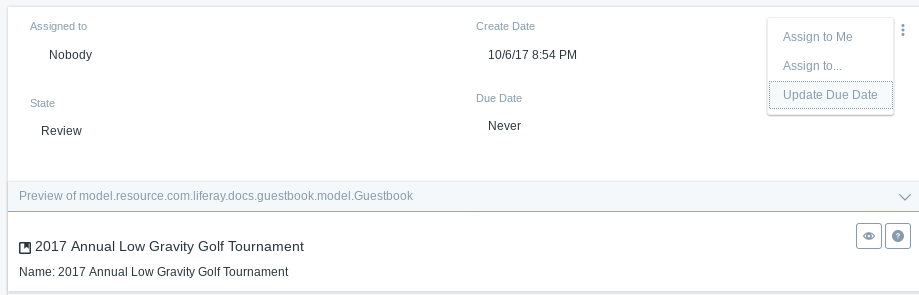 Assigned to
Nobody
Create Date
10/6/17 8:54 PM
Assign to Me
Assign to...
Update Due Date
State
Review
Due Date
Never
Preview of model.resource.com.liferay.docs.guestbook.model.Guestbook
2017 Annual Low Gravity Golf Tournament
Name: 2017 Annual Low Gravity Golf Tournament